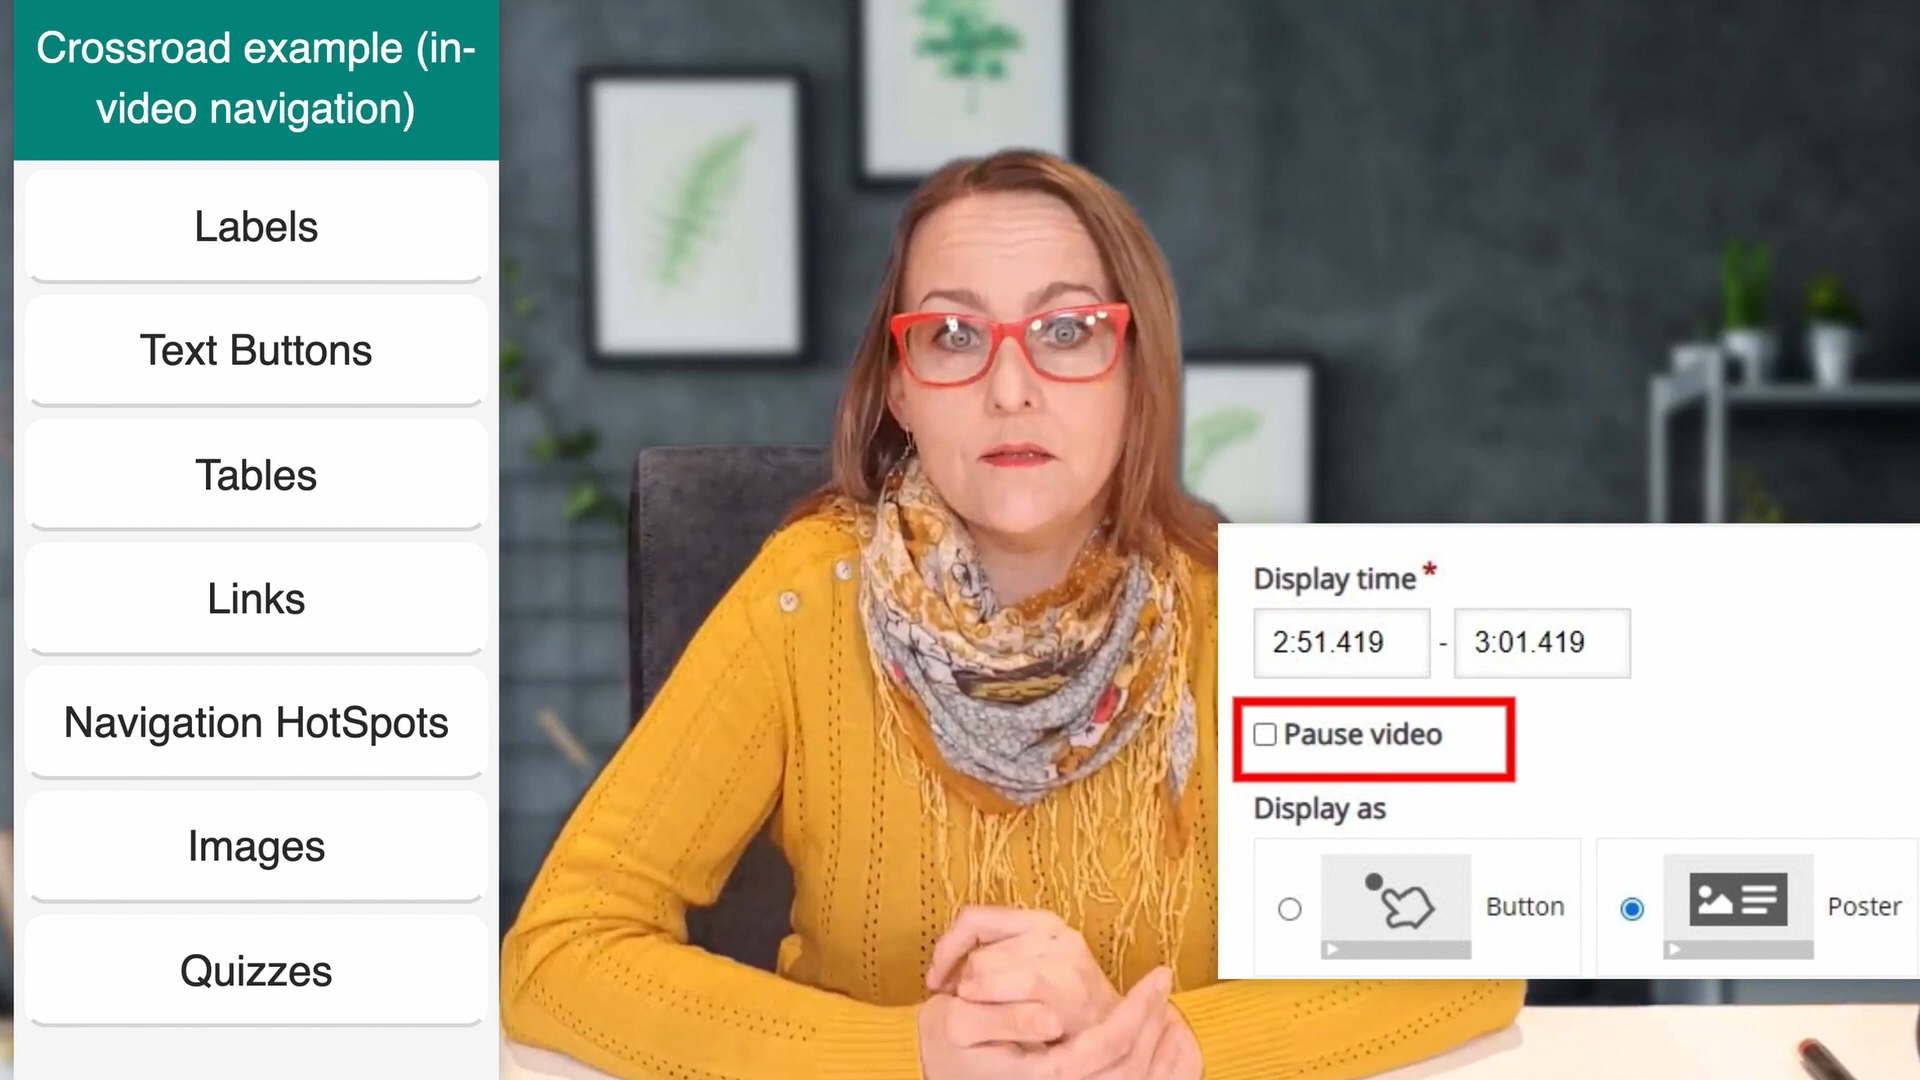 Crossroad example (in-
video navigation)
Labels
Text Buttons
Tables
Links
Navigation HotSpots
Images
Quizzes
Display time *
2:51.419 - 3:01.419
Pause video
Display as
Button
Poster